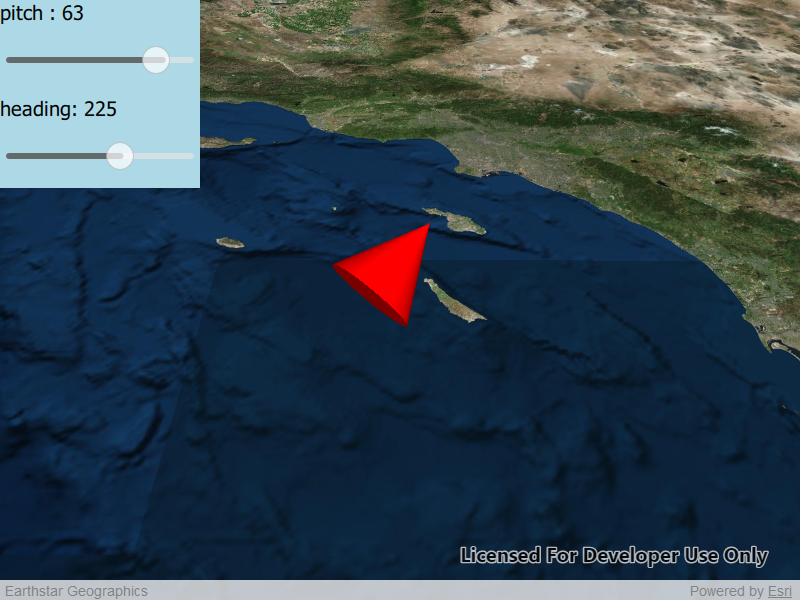 pitch : 63
heading: 225
Licensed For Developer Use Only
Earthstar Geographics
Powered by Esri